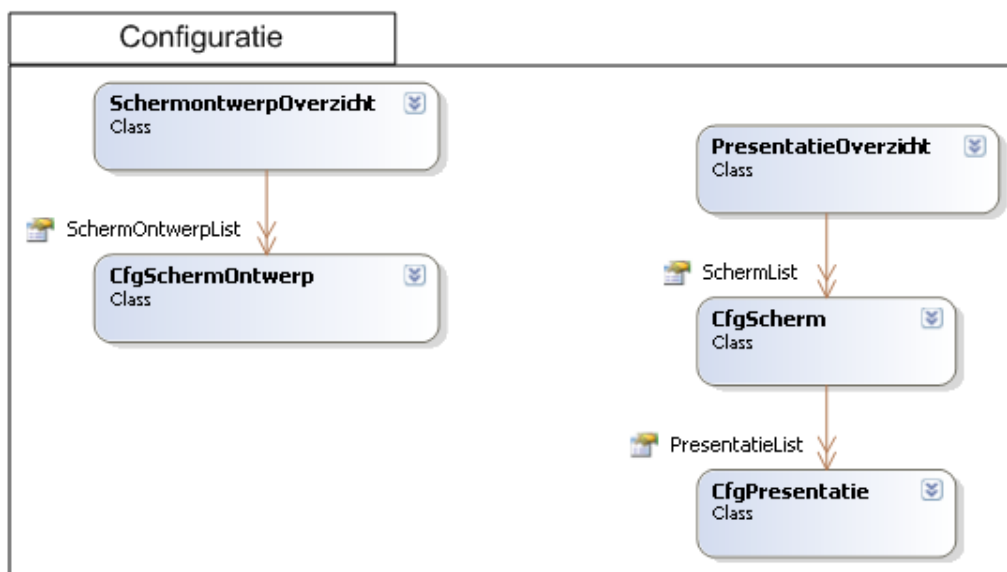 Configuratie
SchermontwerpOverzicht
Class
SchermOntwerpList
CfgSchermOntwerp
Class
PresentatieOverzicht
Class
SchermList
CfgScherm
Class
PresentatieList
CfgPresentatie
Class